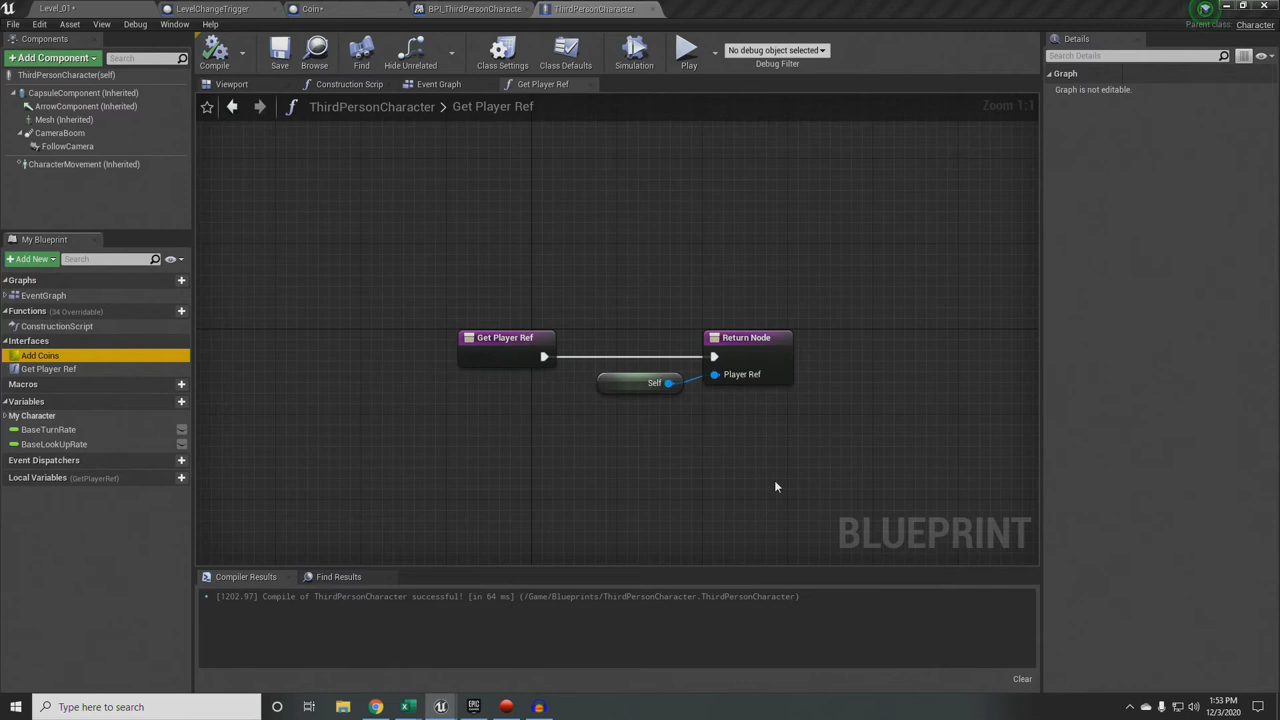 Level_01*
LevelChangeTrigger
Coin*
BPI_ThirdPersonCharacte
ThirdPersonCharacter
File Edit Asset View Debug Window Help
Parent class: Character
Components
+Add Component
Search
ThirdPersonCharacter(self)
CapsuleComponent (Inherited)
ArrowComponent (Inherited)
Mesh (Inherited)
CameraBoom
FollowCamera
CharacterMovement (Inherited)
My Blueprint
+Add New
Search
Graphs
EventGraph
Functions (34 Overridable)
ConstructionScript
Interfaces
Add Coins
Get Player Ref
Macros
Variables
My Character
BaseTurnRate
BaseLookUpRate
Event Dispatchers
Local Variables (GetPlayerRef)
Compile
Save
Browse
Find
Hide Unrelated
Class Settings
Class Defaults
Simulation
Play
No debug object selected
Debug Filter
Viewport
Construction Scrip
Event Graph
Get Player Ref
ThirdPersonCharacter > Get Player Ref
Zoom 1:1
Get Player Ref
Return Node
Self
Player Ref
BLUEPRINT
Compiler Results
Find Results
[1202.97] Compile of ThirdPersonCharacter successful! [in 64 ms] (/Game/Blueprints/ThirdPersonCharacter.ThirdPersonCharacter)
Clear
Details
Search Details
Graph
Graph is not editable.
Type here to search
EPIC
1:53 PM
12/3/2020